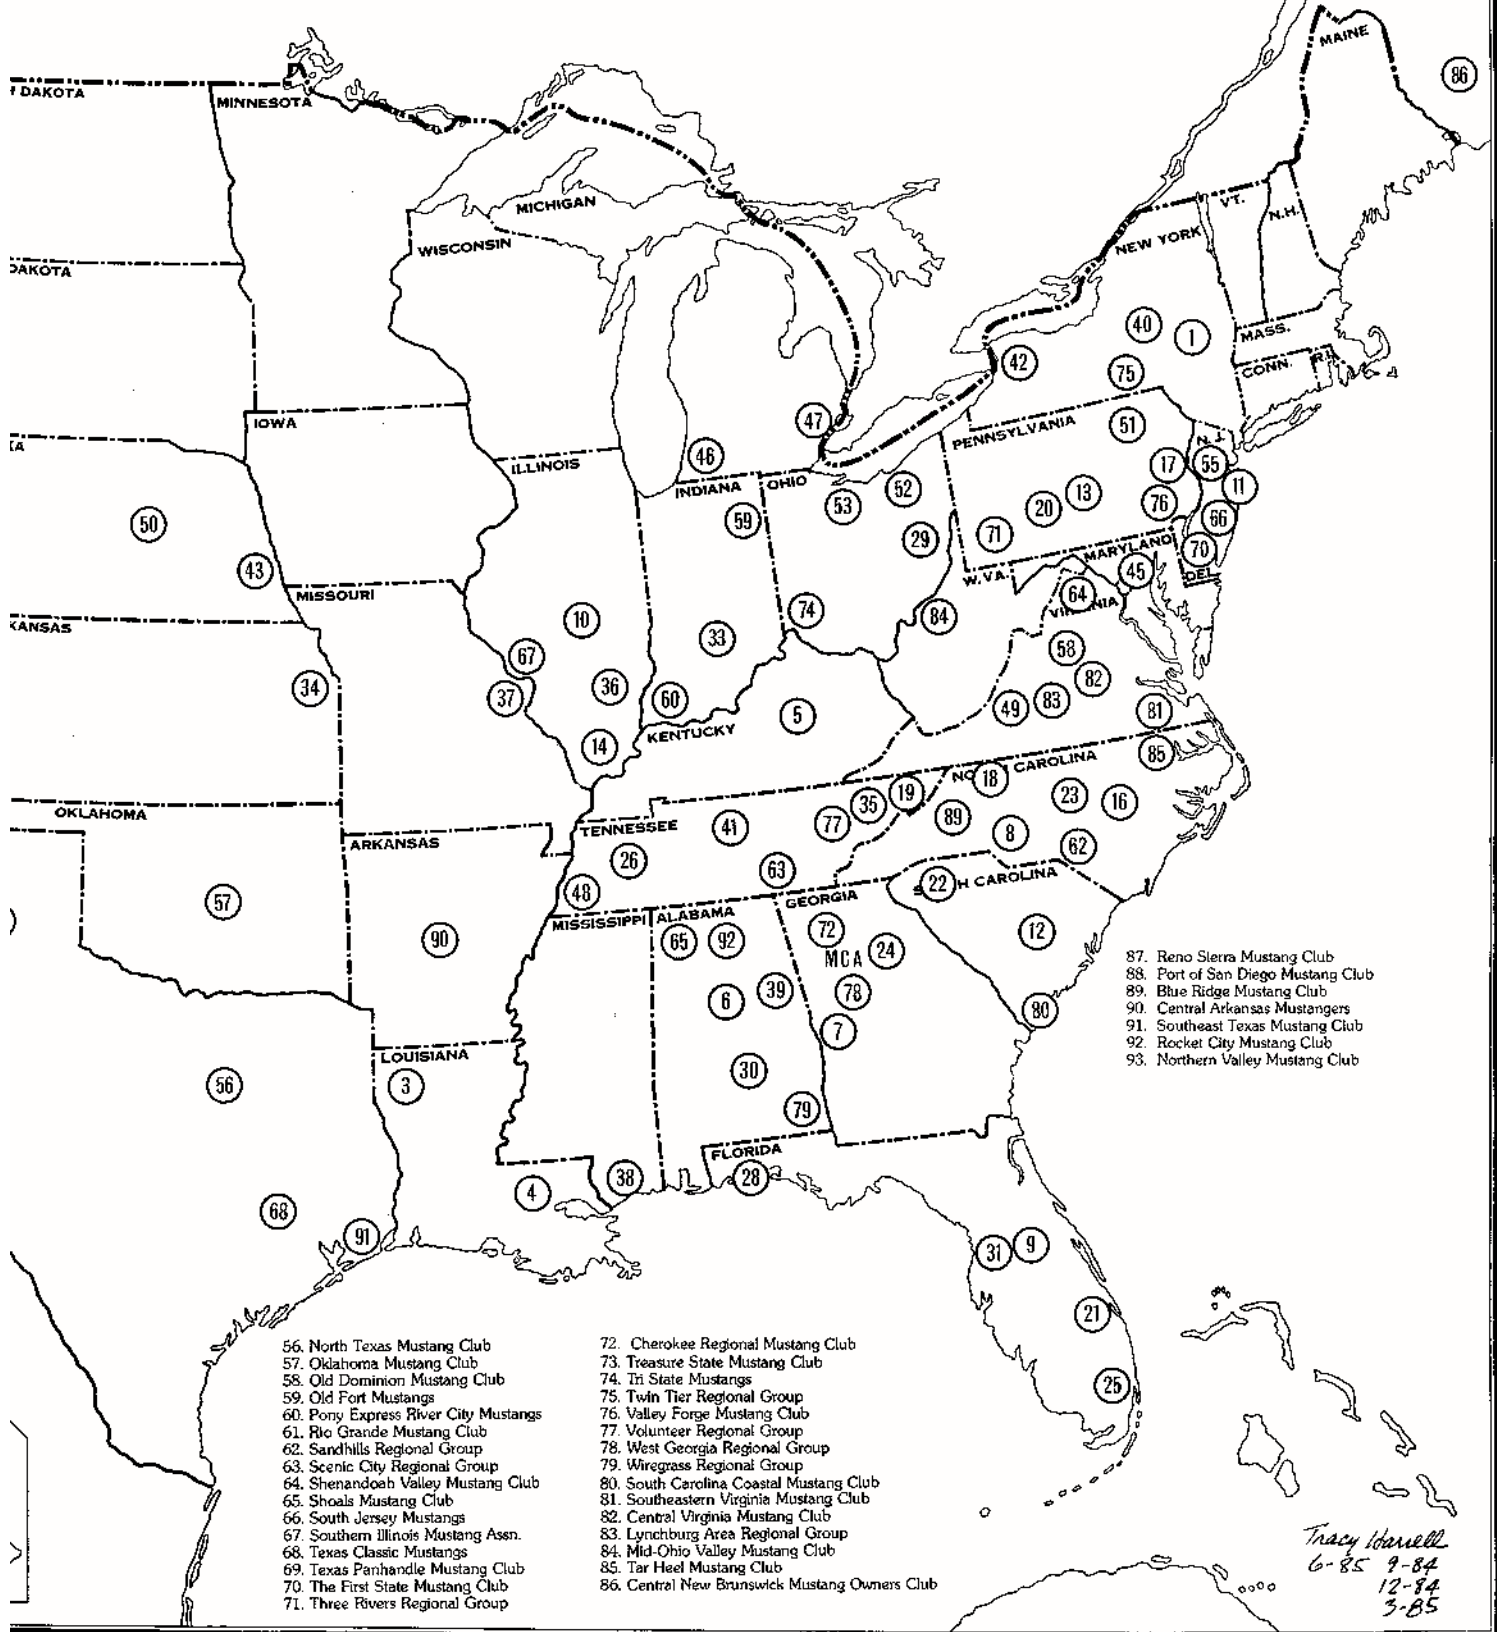 MAINE
86
H DAKOTA
MINNESOTA
MICHIGAN
WISCONSIN
VT.
N.H.
NEW YORK
DAKOTA
40
1
MASS.
42
CONN.
R.I.
75
47
IOWA
KA
PENNSYLVANIA
51
N.J.
ILLINOIS
46
17
55
INDIANA
OHIO
52
11
53
13
76
50
59
20
66
29
71
MARYLAND
70
43
W.VA.
45
DEL.
MISSOURI
64
VIRGINIA
74
84
10
KANSAS
33
58
67
82
34
37
36
60
49
83
81
5
KENTUCKY
14
85
NO CAROLINA
18
19
23
16
OKLAHOMA
35
89
TENNESSEE
41
77
8
ARKANSAS
62
26
63
22
S H CAROLINA
48
57
GEORGIA
MISSISSIPPI
ALABAMA
72
12
90
65
92
24
MCA
39
78
6
80
7
LOUISIANA
3
56
30
79
FLORIDA
28
38
4
68
91
31
9
21
25
87. Reno Sierra Mustang Club
88. Port of San Diego Mustang Club
89. Blue Ridge Mustang Club
90. Central Arkansas Mustangers
91. Southeast Texas Mustang Club
92. Rocket City Mustang Club
93. Northern Valley Mustang Club
56. North Texas Mustang Club
57. Oklahoma Mustang Club
58. Old Dominion Mustang Club
59. Old Fort Mustangs
60. Pony Express River City Mustangs
61. Rio Grande Mustang Club
62. Sandhills Regional Group
63. Scenic City Regional Group
64. Shenandoah Valley Mustang Club
65. Shoals Mustang Club
66. South Jersey Mustangs
67. Southern Illinois Mustang Assn.
68. Texas Classic Mustangs
69. Texas Panhandle Mustang Club
70. The First State Mustang Club
71. Three Rivers Regional Group
72. Cherokee Regional Mustang Club
73. Treasure State Mustang Club
74. Tri State Mustangs
75. Twin Tier Regional Group
76. Valley Forge Mustang Club
77. Volunteer Regional Group
78. West Georgia Regional Group
79. Wiregrass Regional Group
80. South Carolina Coastal Mustang Club
81. Southeastern Virginia Mustang Club
82. Central Virginia Mustang Club
83. Lynchburg Area Regional Group
84. Mid-Ohio Valley Mustang Club
85. Tar Heel Mustang Club
86. Central New Brunswick Mustang Owners Club
Tracy Harrell
6-85 9-84
12-84
3-85